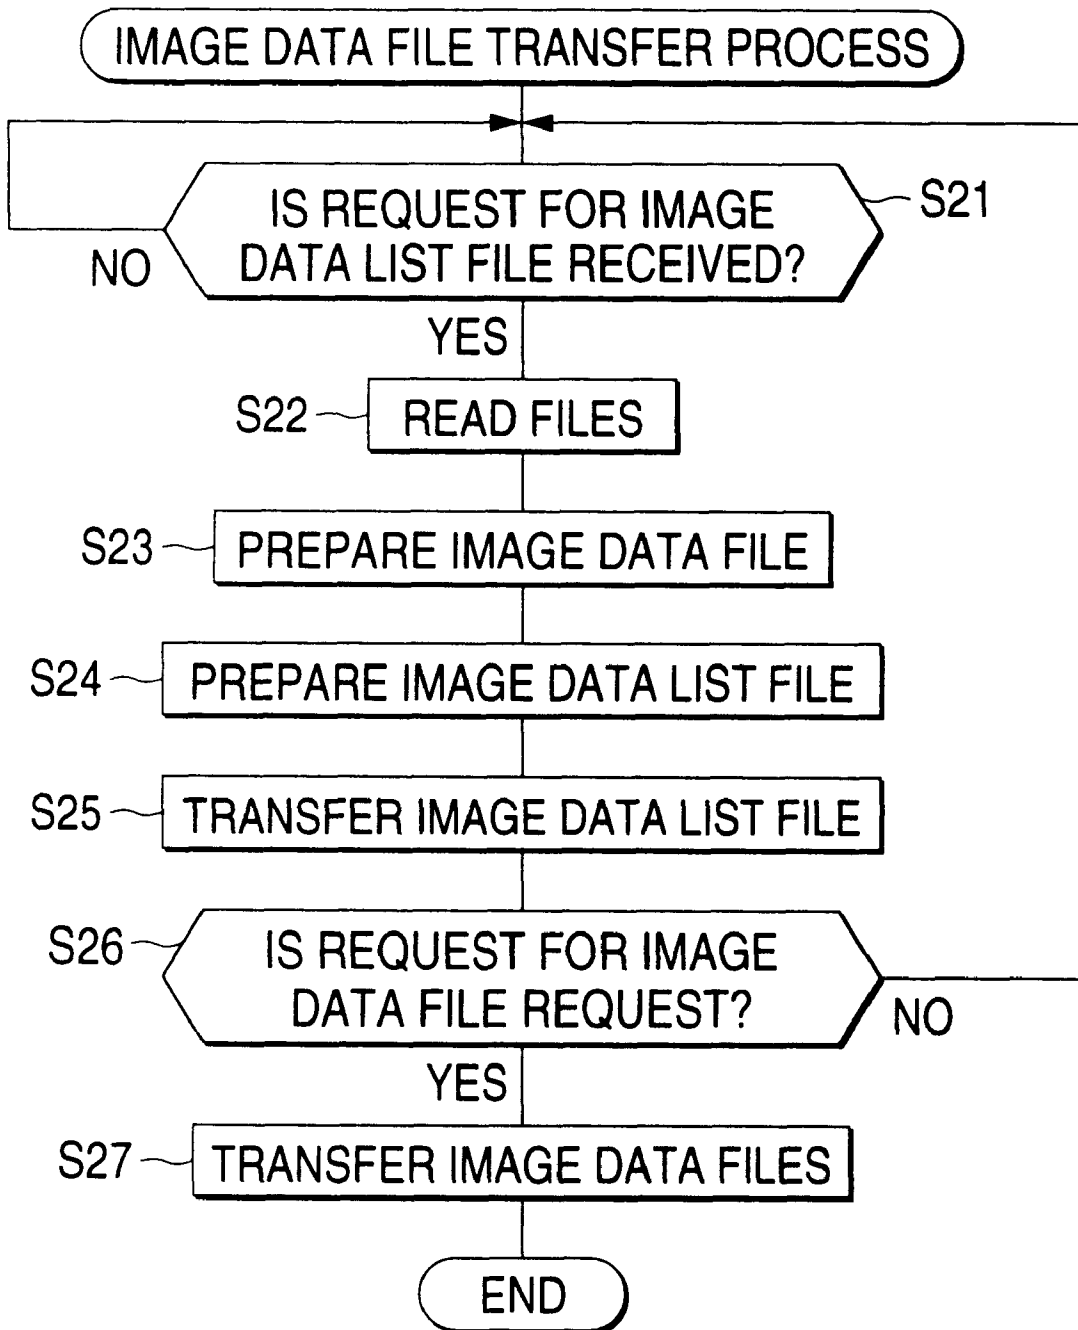 IMAGE DATA FILE TRANSFER PROCESS
IS REQUEST FOR IMAGE
DATA LIST FILE RECEIVED?
S21
NO
YES
S22
READ FILES
S23
PREPARE IMAGE DATA FILE
S24
PREPARE IMAGE DATA LIST FILE
S25
TRANSFER IMAGE DATA LIST FILE
S26
IS REQUEST FOR IMAGE
DATA FILE REQUEST?
NO
YES
S27
TRANSFER IMAGE DATA FILES
END